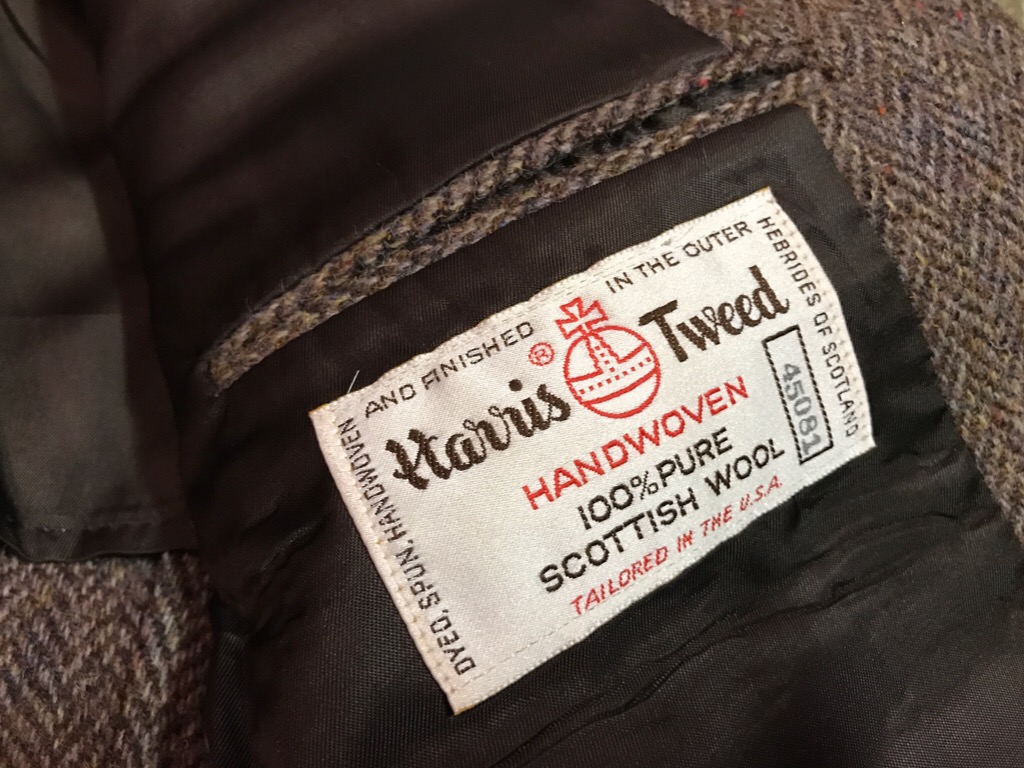 DYED, SPUN, HANDWOVEN
AND FINISHED
IN THE OUTER
HEBRIDES OF SCOTLAND
Harris ® Tweed
HANDWOVEN
100% PURE
SCOTTISH WOOL
TAILORED IN THE U.S.A.
45081